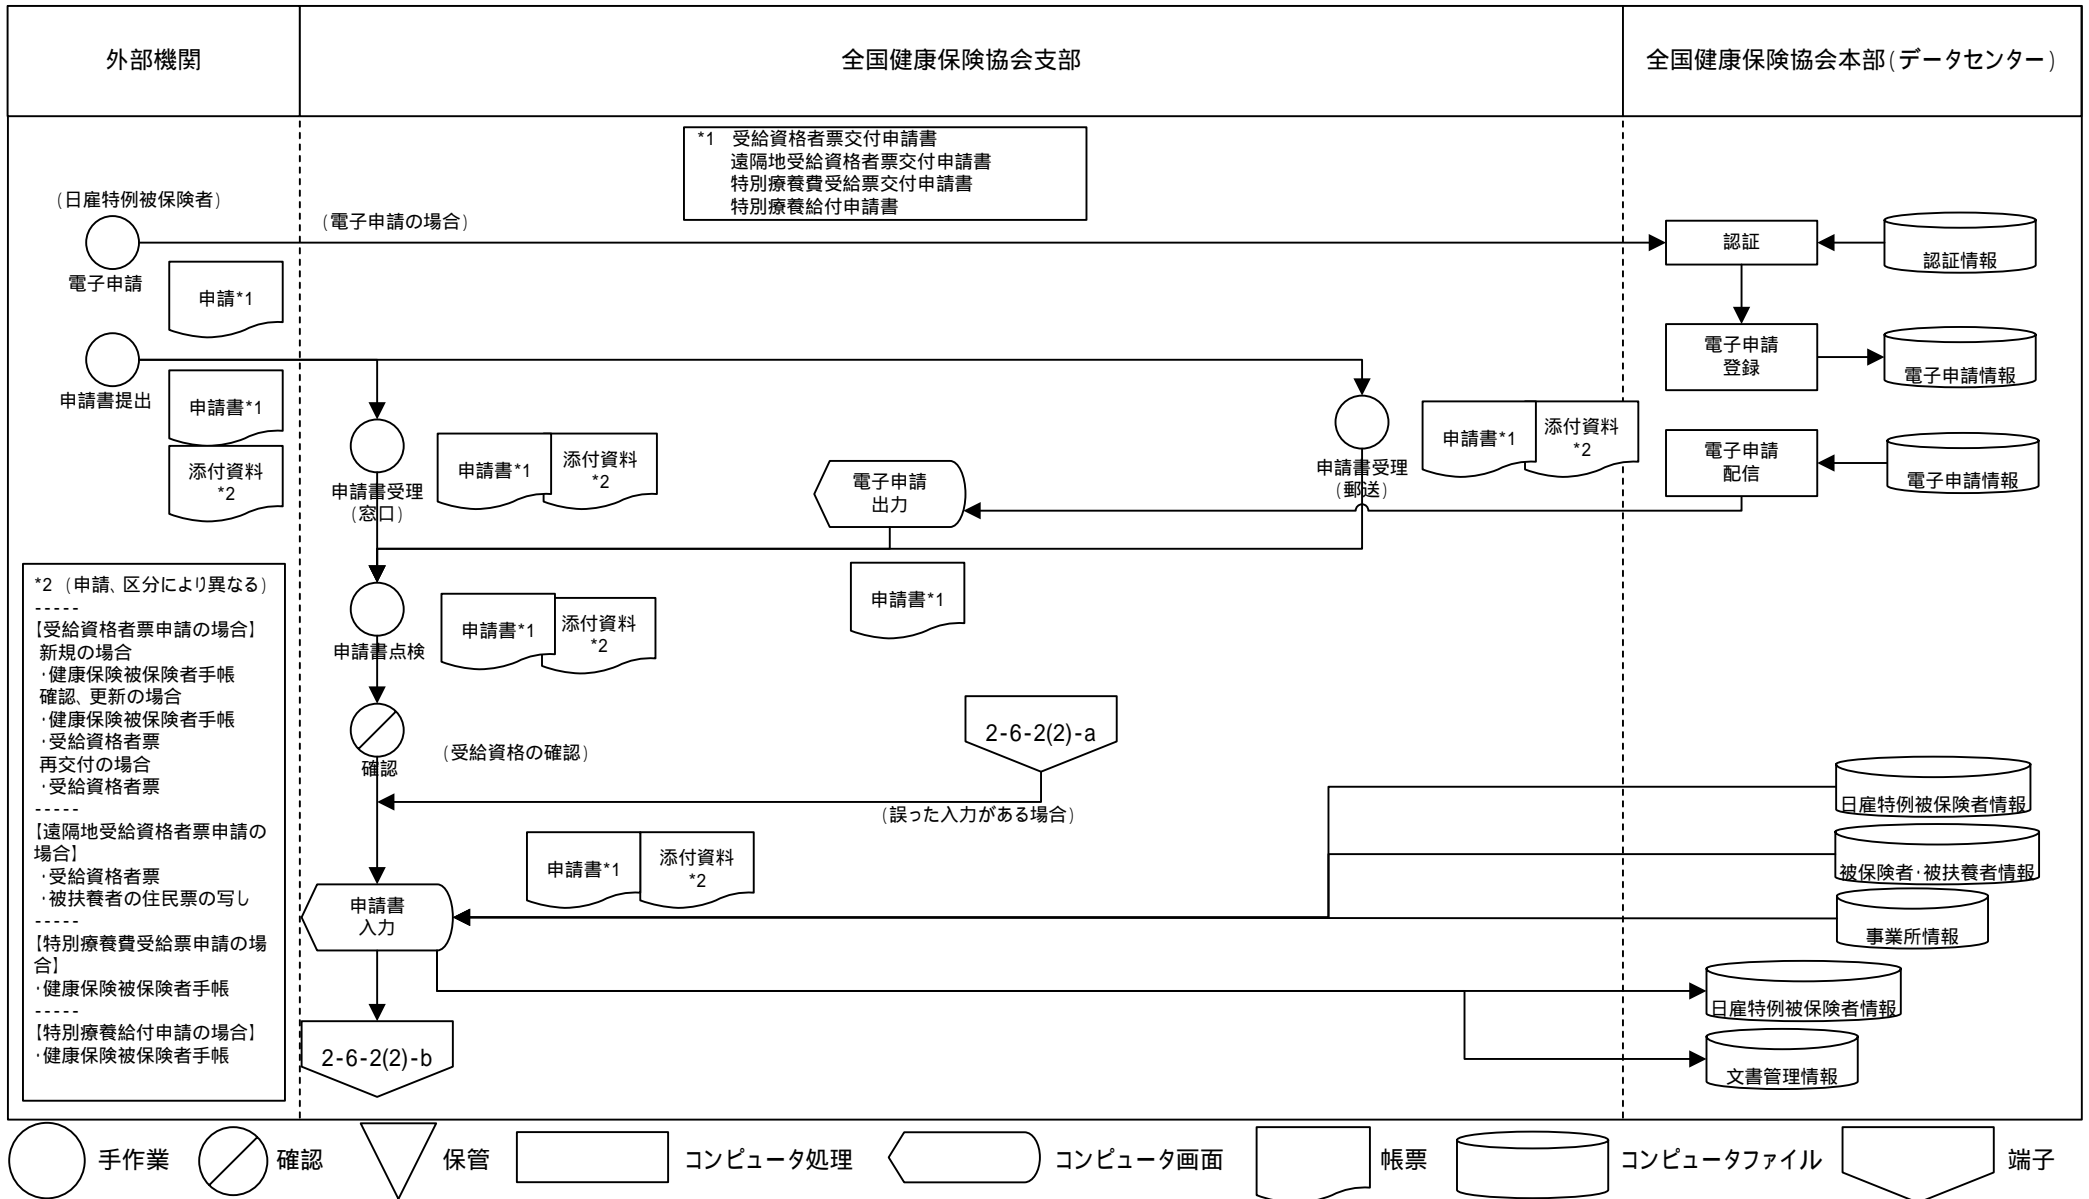 外部機関
全国健康保険協会支部
全国健康保険協会本部(データセンター)
*1 受給資格者票交付申請書
遠隔地受給資格者票交付申請書
特別療養費受給票交付申請書
特別療養給付申請書
(日雇特例被保険者)
(電子申請の場合)
電子申請
申請*1
認証
認証情報
申請書提出
申請書*1
添付資料
*2
電子申請
登録
電子申請情報
申請書受理
(窓口)
申請書*1
添付資料
*2
電子申請
出力
申請書受理
(郵送)
申請書*1
添付資料
*2
電子申請
配信
電子申請情報
*2 (申請、区分により異なる)
-----
【受給資格者票申請の場合】
新規の場合
・健康保険被保険者手帳
確認、更新の場合
・健康保険被保険者手帳
・受給資格者票
再交付の場合
・受給資格者票
-----
【遠隔地受給資格者票申請の
場合】
・受給資格者票
・被扶養者の住民票の写し
-----
【特別療養費受給票申請の場
合】
・健康保険被保険者手帳
-----
【特別療養給付申請の場合】
・健康保険被保険者手帳
申請書点検
申請書*1
添付資料
*2
申請書*1
確認
(受給資格の確認)
2-6-2(2)-a
(誤った入力がある場合)
日雇特例被保険者情報
被保険者・被扶養者情報
事業所情報
申請書*1
添付資料
*2
申請書
入力
日雇特例被保険者情報
文書管理情報
2-6-2(2)-b
手作業
確認
保管
コンピュータ処理
コンピュータ画面
帳票
コンピュータファイル
端子